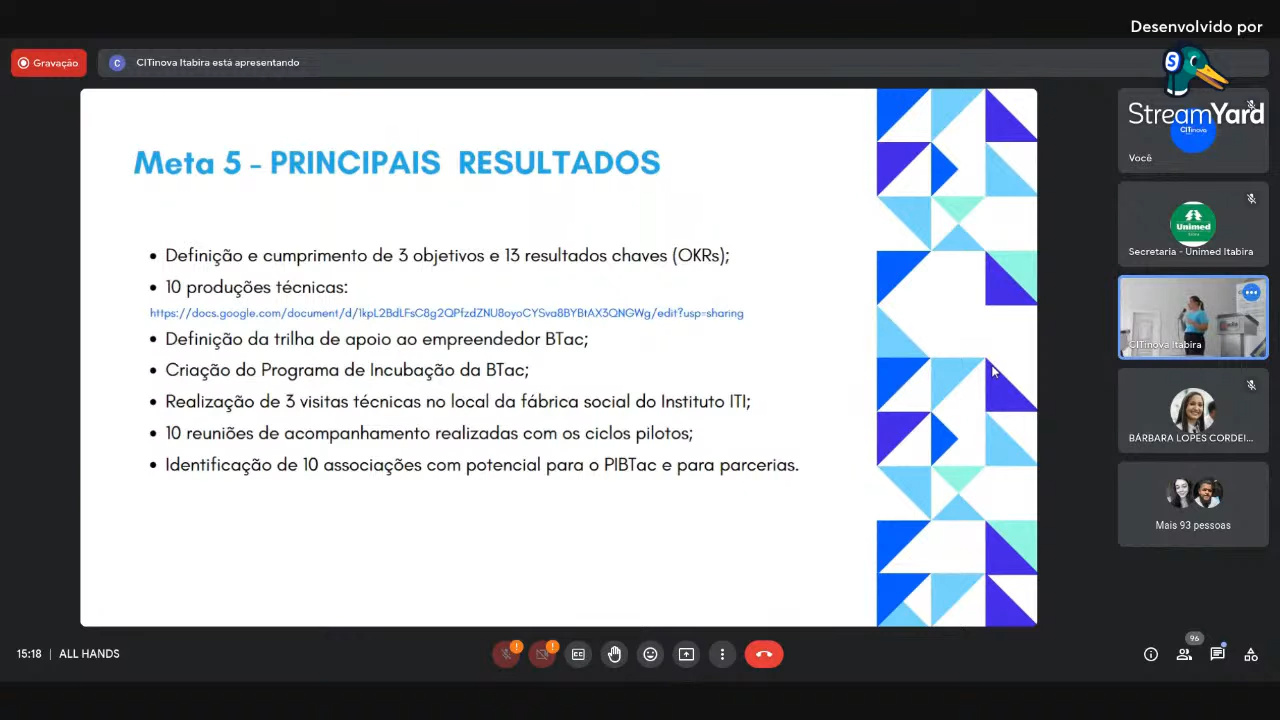 Desenvolvido por
StreamYard
Gravação
C
CITinova Itabira está apresentando
Meta 5 - PRINCIPAIS RESULTADOS
• Definição e cumprimento de 3 objetivos e 13 resultados chaves (OKRs);
• 10 produções técnicas:
https://docs.google.com/document/d/1kpL2BdLFsC8g2QPfzdZNU8oyoCYSva8BYBtAX3QNGWg/edit?usp=sharing
• Definição da trilha de apoio ao empreendedor BTac;
• Criação do Programa de Incubação da BTac;
• Realização de 3 visitas técnicas no local da fábrica social do Instituto ITI;
• 10 reuniões de acompanhamento realizadas com os ciclos pilotos;
• Identificação de 10 associações com potencial para o PIBTac e para parcerias.
CITinova
Você
Unimed
Secretaria - Unimed Itabira
CITinova Itabira
BÁRBARA LOPES CORDEI...
Mais 93 pessoas
15:18 | ALL HANDS
96